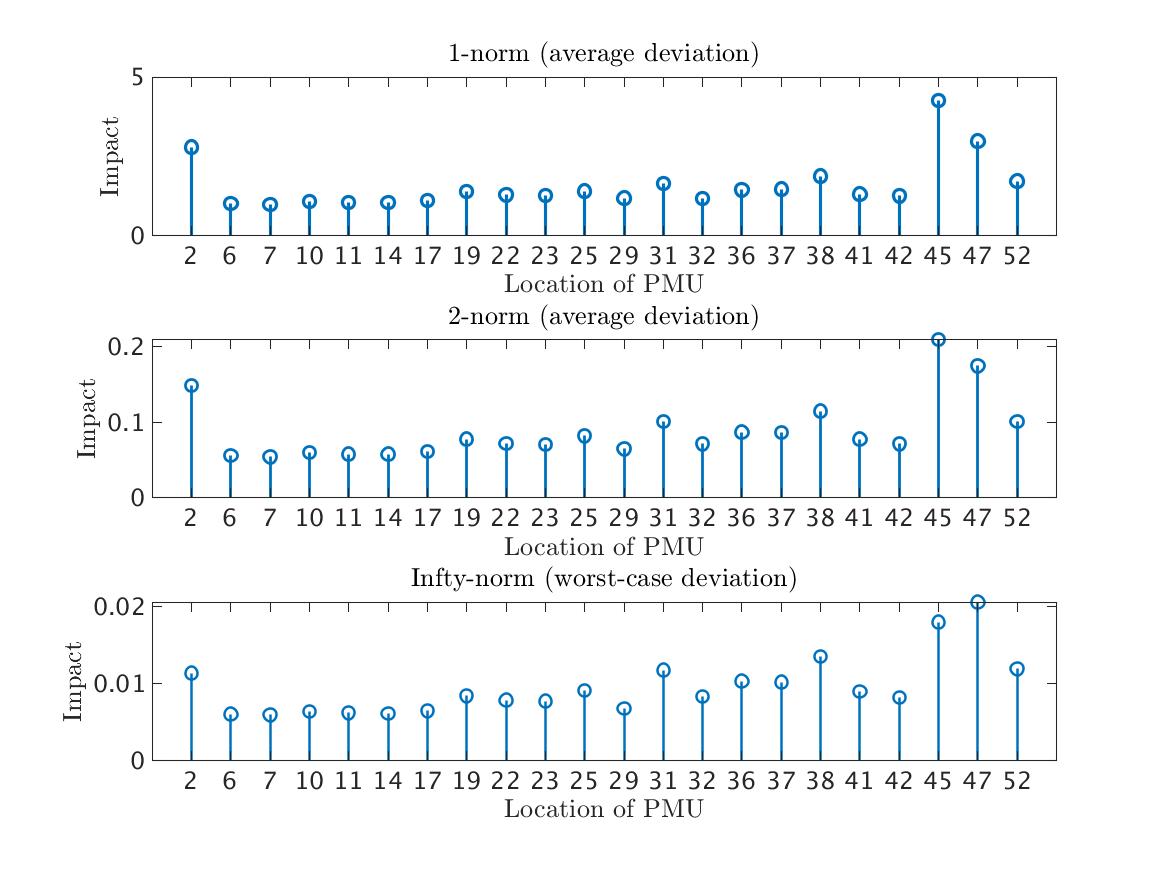 1-norm (average deviation)
5
Impact
0
2 6 7 10 11 14 17 19 22 23 25 29 31 32 36 37 38 41 42 45 47 52
Location of PMU
2-norm (average deviation)
0.2
Impact
0.1
0
2 6 7 10 11 14 17 19 22 23 25 29 31 32 36 37 38 41 42 45 47 52
Location of PMU
Infty-norm (worst-case deviation)
0.02
Impact
0.01
0
2 6 7 10 11 14 17 19 22 23 25 29 31 32 36 37 38 41 42 45 47 52
Location of PMU